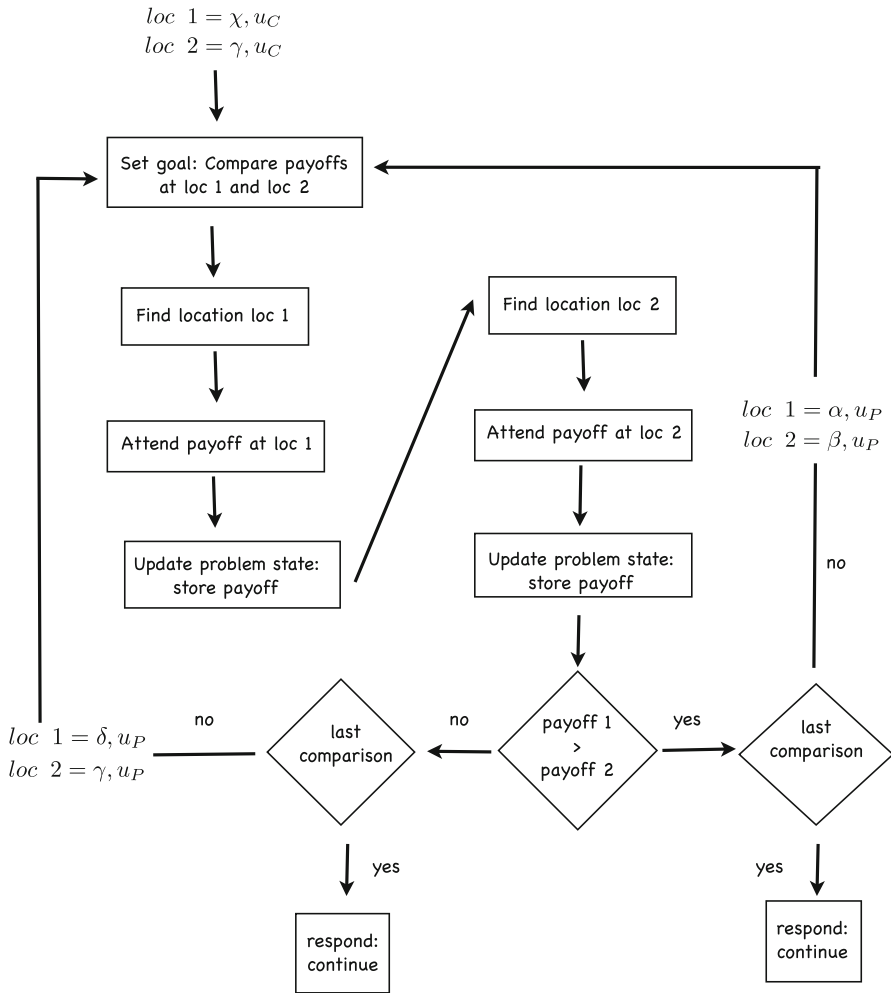 loc 1 = χ, u_C
loc 2 = γ, u_C
Set goal: Compare payoffs
at loc 1 and loc 2
Find location loc 1
Attend payoff at loc 1
Update problem state:
store payoff
Find location loc 2
Attend payoff at loc 2
Update problem state:
store payoff
payoff 1
>
payoff 2
yes
last
comparison
no
loc 1 = α, u_P
loc 2 = β, u_P
yes
respond:
continue
no
last
comparison
no
loc 1 = δ, u_P
loc 2 = γ, u_P
yes
respond:
continue